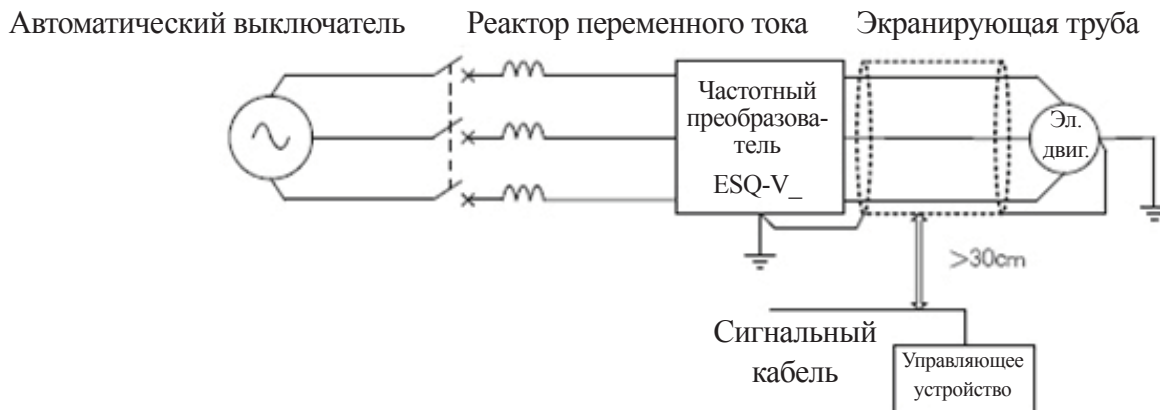 Автоматический выключатель
Реактор переменного тока
Экранирующая труба
Частотный
преобразова-
тель
ESQ-V_
Эл.
двиг.
>30cm
Сигнальный
кабель
Управляющее
устройство